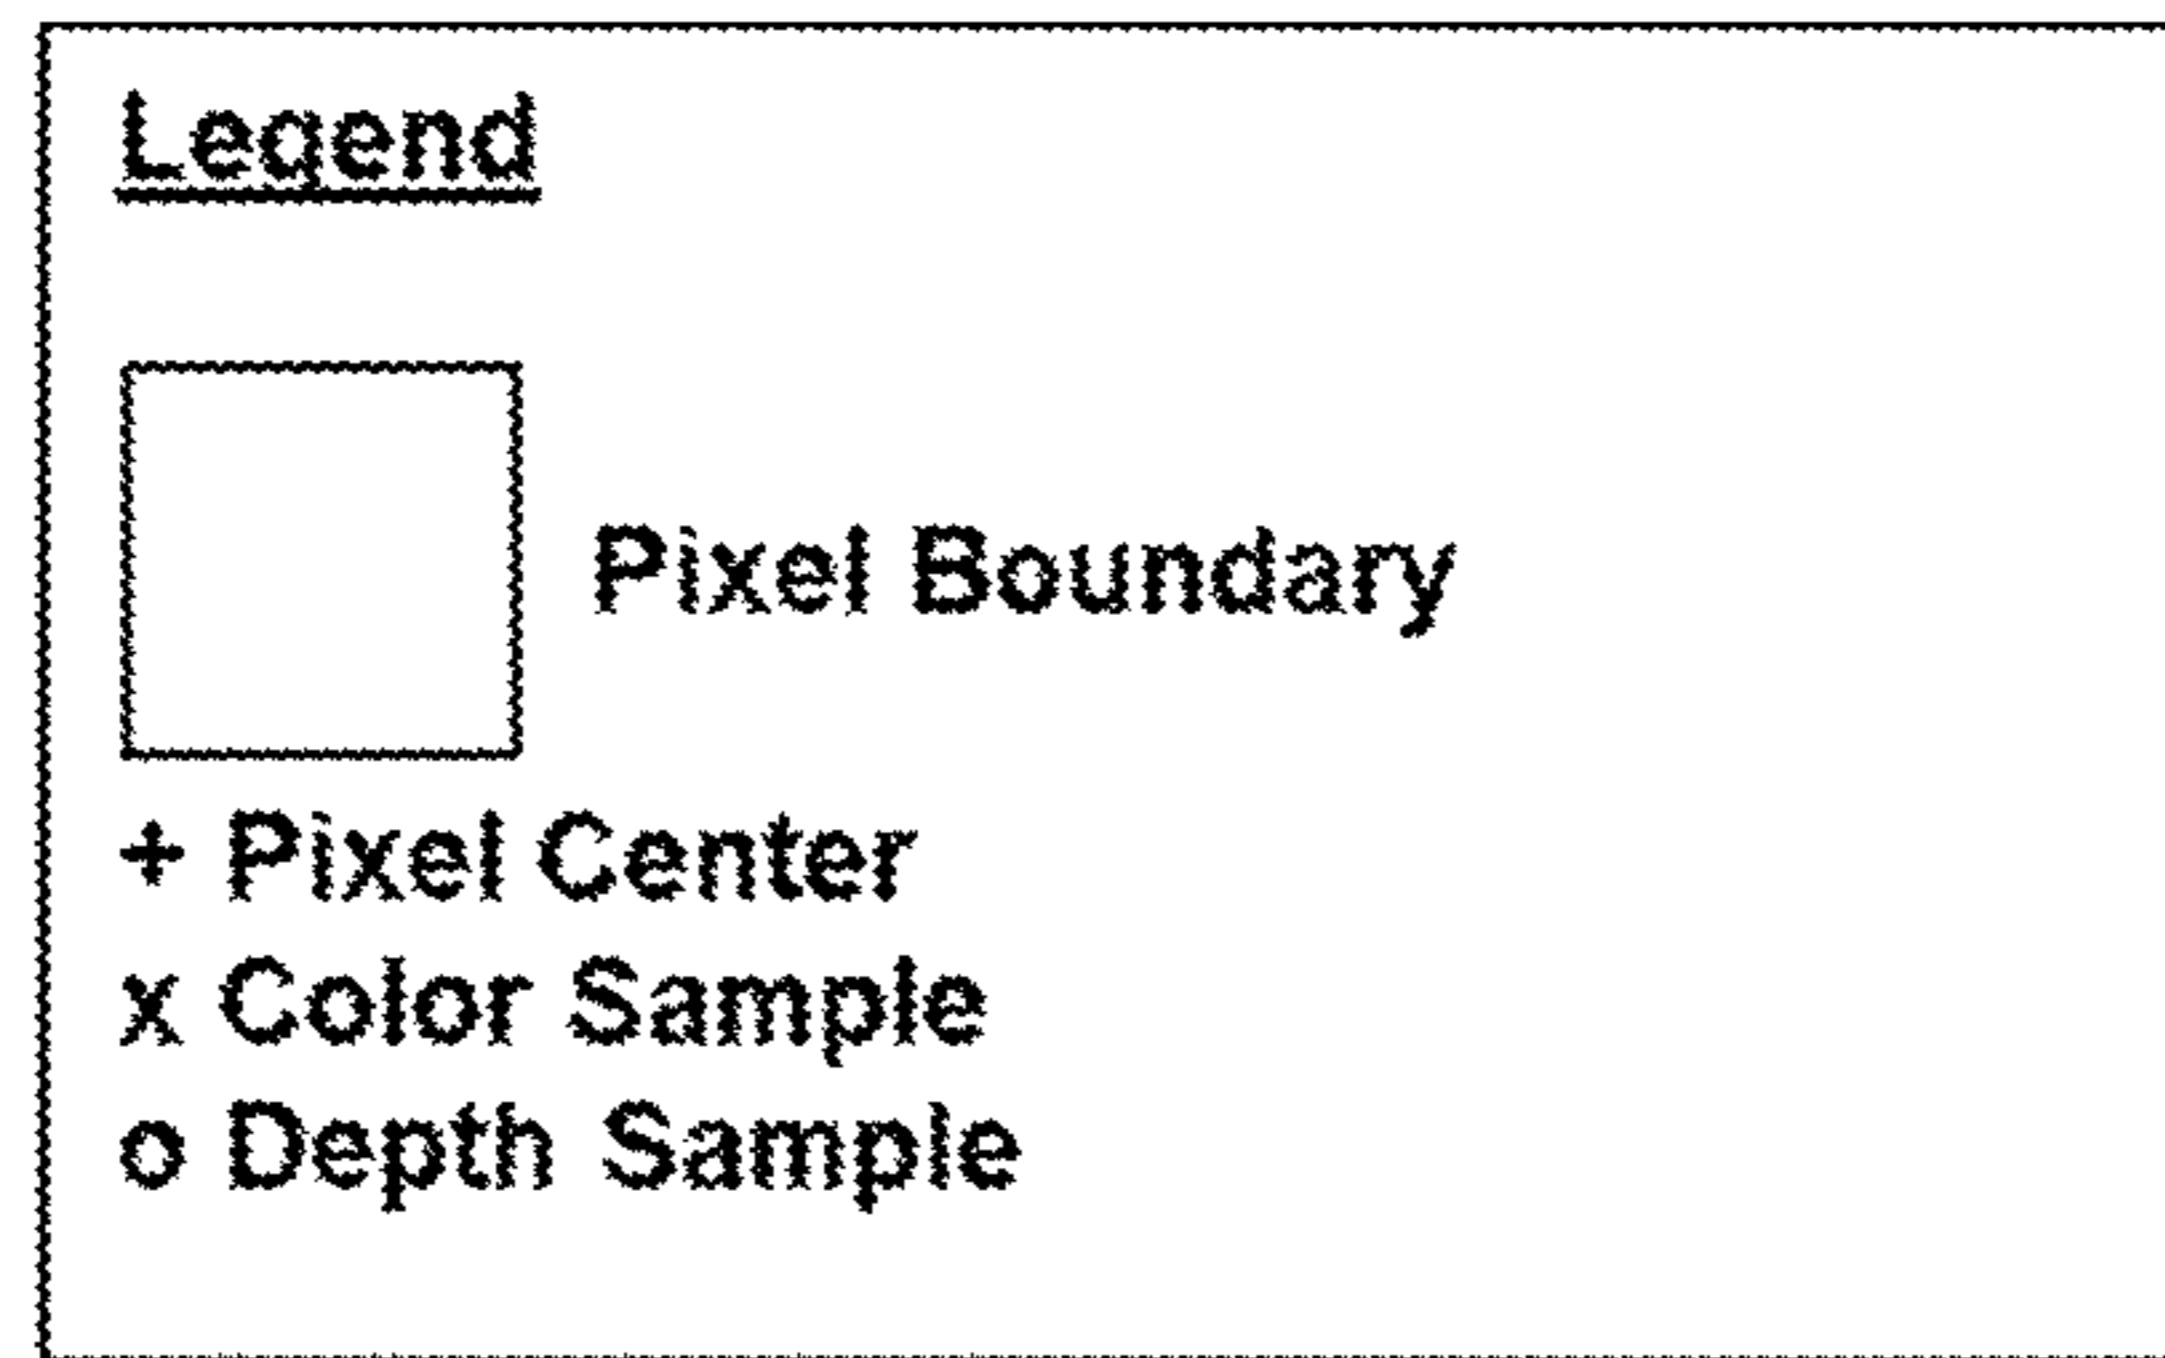 Legend
Pixel Boundary
+ Pixel Center
x Color Sample
o Depth Sample